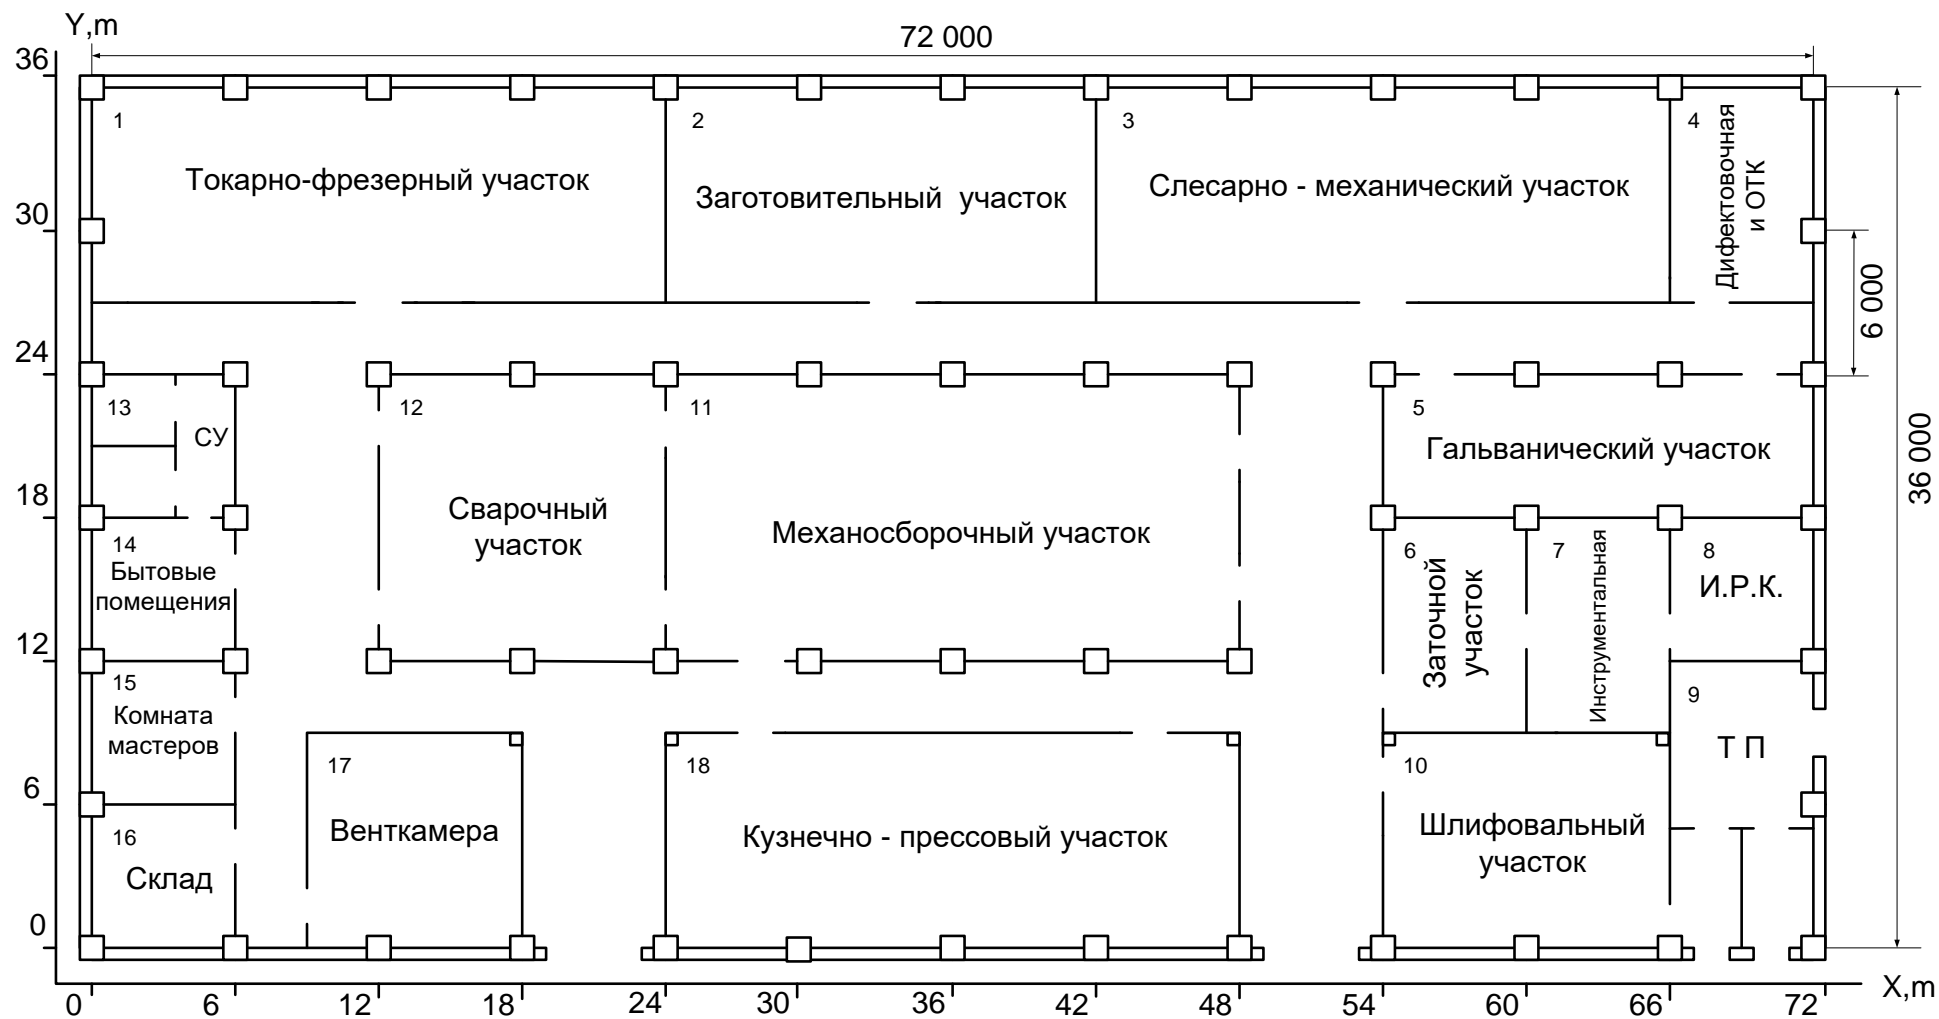 Y,m
72 000
36
1
2
3
4
Токарно-фрезерный участок
Заготовительный участок
Слесарно - механический участок
Дифектовочная
и ОТК
30
6 000
24
13
СУ
12
11
5
Гальванический участок
36 000
18
Сварочный
участок
Механосборочный участок
14
Бытовые
помещения
6
Заточной
участок
7
Инструментальная
8
И.Р.К.
12
15
Комната
мастеров
9
Т П
17
Венткамера
18
Кузнечно - прессовый участок
10
Шлифовальный
участок
6
16
Склад
0
0
6
12
18
24
30
36
42
48
54
60
66
72
X,m